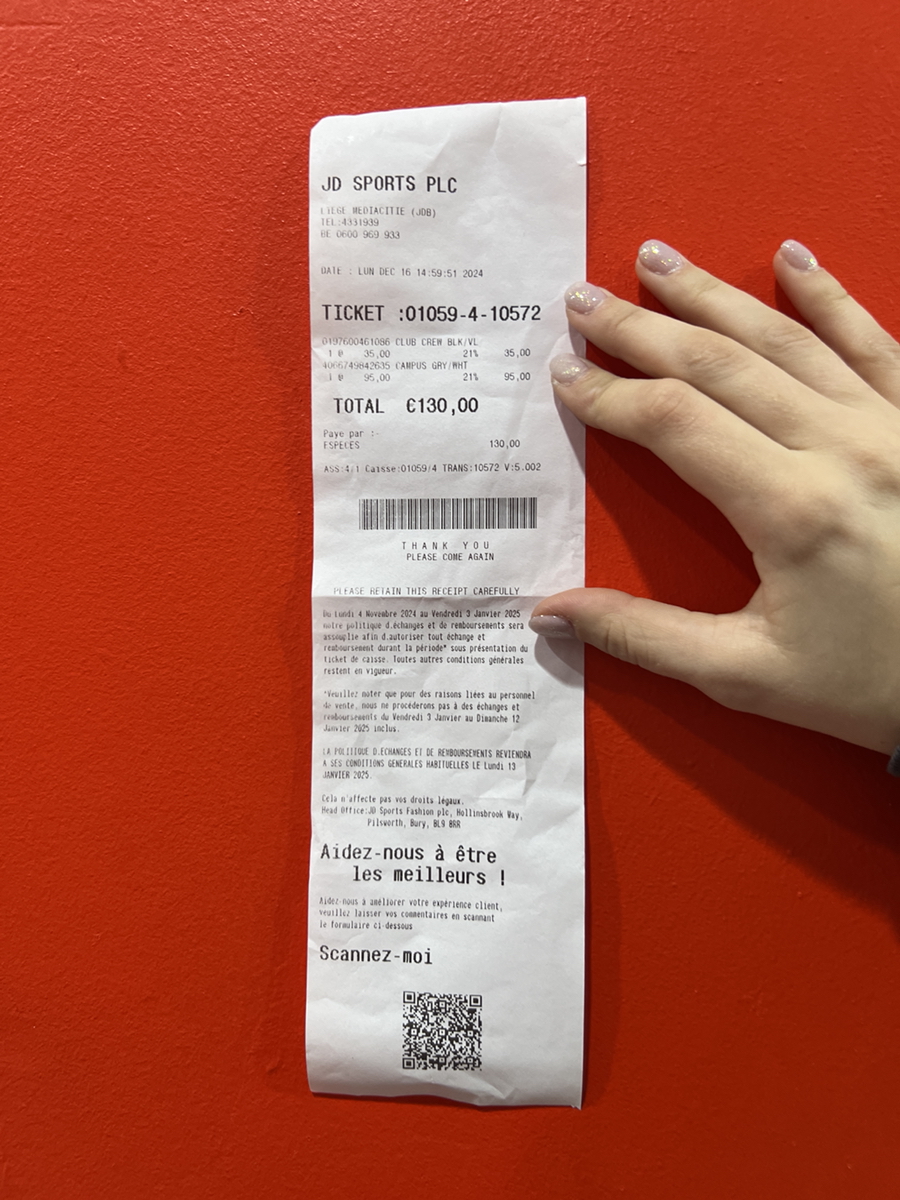 JD SPORTS PLC
LIEGE MEDIACITIE (JDB)
TEL:4331939
BE 0600 969 933
DATE : LUN DEC 16 14:59:51 2024
TICKET :01059-4-10572
0197600461086 CLUB CREW BLK/VL
1 @ 35,00 21% 35,00
4066749842635 CAMPUS GRY/WHT
1 @ 95,00 21% 95,00
TOTAL €130,00
Paye par :-
ESPECES 130,00
ASS:4/1 Caisse:01059/4 TRANS:10572 V:5.002
THANK YOU
PLEASE COME AGAIN
PLEASE RETAIN THIS RECEIPT CAREFULLY
Du Lundi 4 Novembre 2024 au Vendredi 3 Janvier 2025
notre politique d.échanges et de remboursements sera
assouplie afin d.autoriser tout échange et
remboursement durant la période* sous présentation du
ticket de caisse. Toutes autres conditions générales
restent en vigueur.
*Veuillez noter que pour des raisons liées au personnel
de vente, nous ne procéderons pas à des échanges et
remboursements du Vendredi 3 Janvier au Dimanche 12
Janvier 2025 inclus.
LA POLITIQUE D.ECHANGES ET DE REMBOURSEMENTS REVIENDRA
A SES CONDITIONS GENERALES HABITUELLES LE Lundi 13
JANVIER 2025.
Cela n'affecte pas vos droits légaux.
Head Office:JD Sports Fashion plc, Hollinsbrook Way,
Pilsworth, Bury, BL9 8RR
Aidez-nous à être
les meilleurs !
Aidez-nous à améliorer votre expérience client,
veuillez laisser vos commentaires en scannant
le formulaire ci-dessous
Scannez-moi